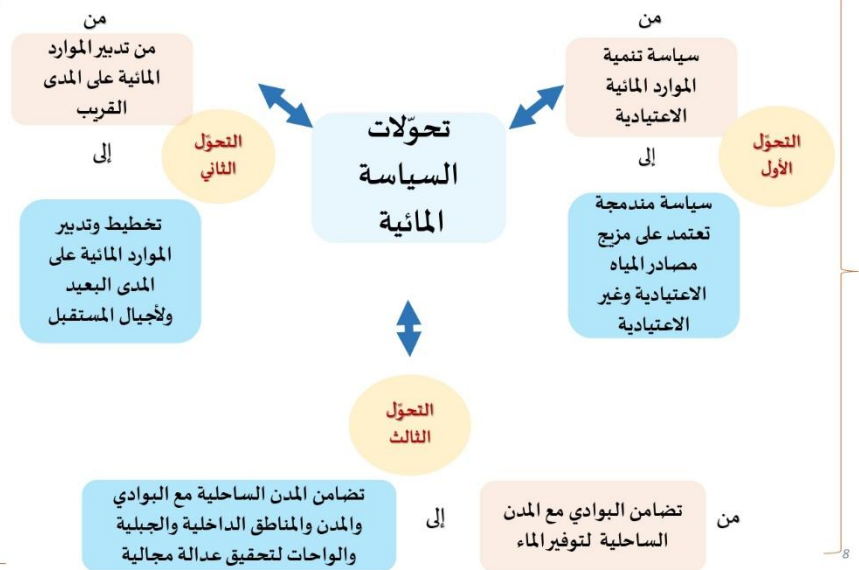 تحوّلات
السياسة
المائية
التحوّل
الأول
من
سياسة تنمية
الموارد المائية
الاعتيادية
إلى
سياسة مندمجة
تعتمد على مزيج
مصادر المياه
الاعتيادية وغير
الاعتيادية
التحوّل
الثاني
من
من تدبير الموارد
المائية على المدى
القريب
إلى
تخطيط وتدبير
الموارد المائية على
المدى البعيد
ولأجيال المستقبل
التحوّل
الثالث
من
تضامن البوادي مع المدن
الساحلية لتوفير الماء
إلى
تضامن المدن الساحلية مع البوادي
والمدن والمناطق الداخلية والجبلية
والواحات لتحقيق عدالة مجالية
8